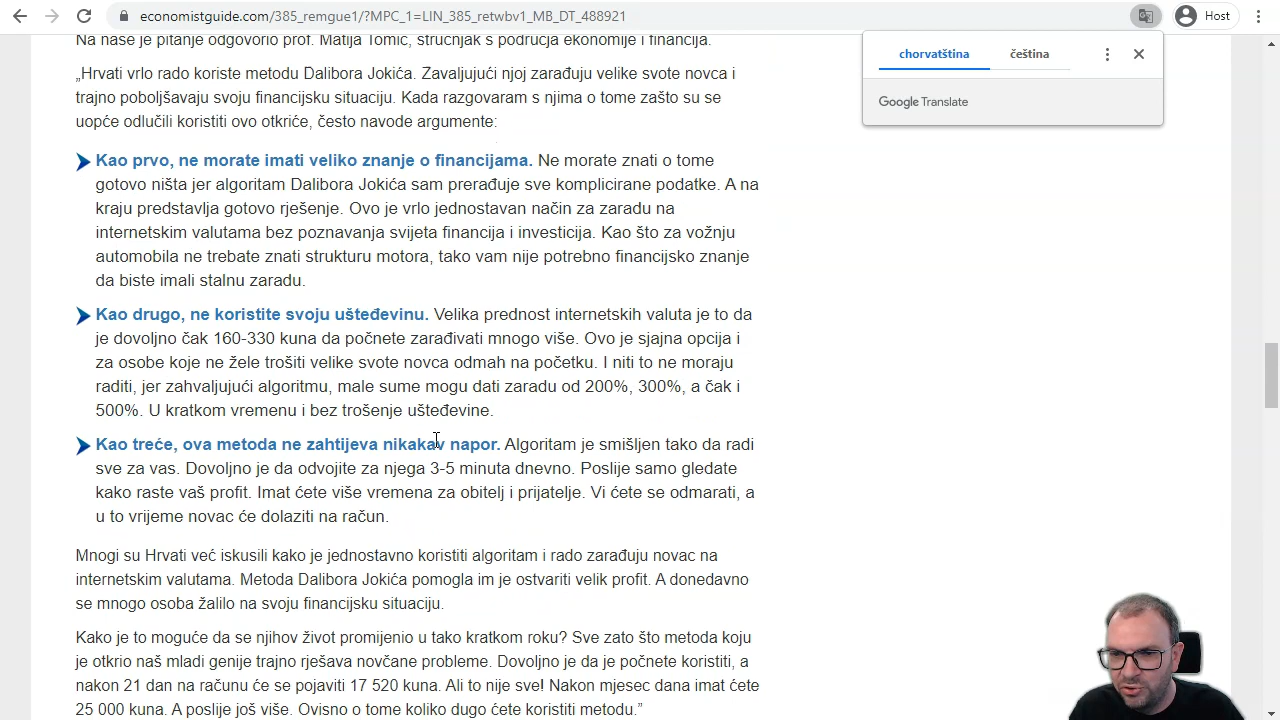 economistguide.com/385_remgue1/?MPC_1=LIN_385_retwbv1_MB_DT_488921
Host
Na naše je pitanje odgovorio prof. Matija Tomić, stručnjak s područja ekonomije i financija.
chorvatština
čeština
Google Translate
„Hrvati vrlo rado koriste metodu Dalibora Jokića. Zavaljujući njoj zarađuju velike svote novca i
trajno poboljšavaju svoju financijsku situaciju. Kada razgovaram s njima o tome zašto su se
uopće odlučili koristiti ovo otkriće, često navode argumente:
Kao prvo, ne morate imati veliko znanje o financijama. Ne morate znati o tome
gotovo ništa jer algoritam Dalibora Jokića sam prerađuje sve komplicirane podatke. A na
kraju predstavlja gotovo rješenje. Ovo je vrlo jednostavan način za zaradu na
internetskim valutama bez poznavanja svijeta financija i investicija. Kao što za vožnju
automobila ne trebate znati strukturu motora, tako vam nije potrebno financijsko znanje
da biste imali stalnu zaradu.
Kao drugo, ne koristite svoju ušteđevinu. Velika prednost internetskih valuta je to da
je dovoljno čak 160-330 kuna da počnete zarađivati mnogo više. Ovo je sjajna opcija i
za osobe koje ne žele trošiti velike svote novca odmah na početku. I niti to ne moraju
raditi, jer zahvaljujući algoritmu, male sume mogu dati zaradu od 200%, 300%, a čak i
500%. U kratkom vremenu i bez trošenje ušteđevine.
Kao treće, ova metoda ne zahtijeva nikakav napor. Algoritam je smišljen tako da radi
sve za vas. Dovoljno je da odvojite za njega 3-5 minuta dnevno. Poslije samo gledate
kako raste vaš profit. Imat ćete više vremena za obitelj i prijatelje. Vi ćete se odmarati, a
u to vrijeme novac će dolaziti na račun.
Mnogi su Hrvati već iskusili kako je jednostavno koristiti algoritam i rado zarađuju novac na
internetskim valutama. Metoda Dalibora Jokića pomogla im je ostvariti velik profit. A donedavno
se mnogo osoba žalilo na svoju financijsku situaciju.
Kako je to moguće da se njihov život promijenio u tako kratkom roku? Sve zato što metoda koju
je otkrio naš mladi genije trajno rješava novčane probleme. Dovoljno je da je počnete koristiti, a
nakon 21 dan na računu će se pojaviti 17 520 kuna. Ali to nije sve! Nakon mjesec dana imat ćete
25 000 kuna. A poslije još više. Ovisno o tome koliko dugo ćete koristiti metodu.”